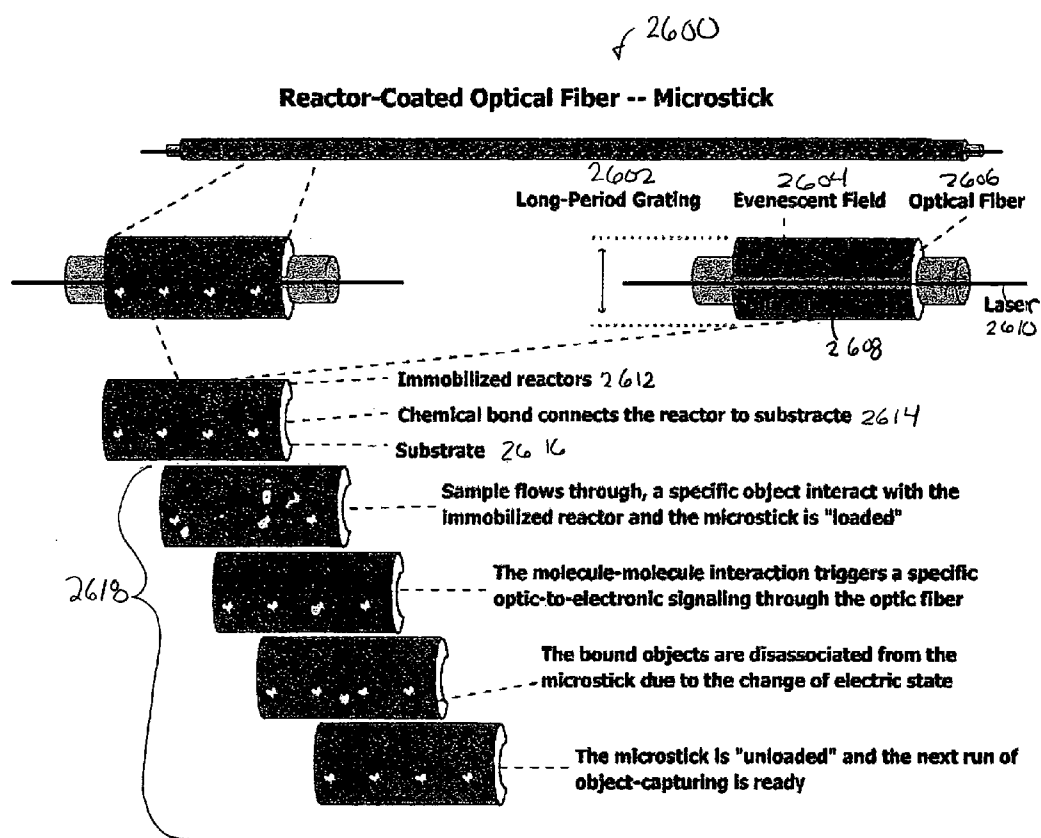 2600
Reactor-Coated Optical Fiber -- Microstick
2602 2604 2606
Long-Period Grating Evenescent Field Optical Fiber
Laser
2610
2608
Immobilized reactors 2612
Chemical bond connects the reactor to substracte 2614
Substrate 2616
Sample flows through, a specific object interact with the
immobilized reactor and the microstick is "loaded"
2618
The molecule-molecule interaction triggers a specific
optic-to-electronic signaling through the optic fiber
The bound objects are disassociated from the
microstick due to the change of electric state
The microstick is "unloaded" and the next run of
object-capturing is ready